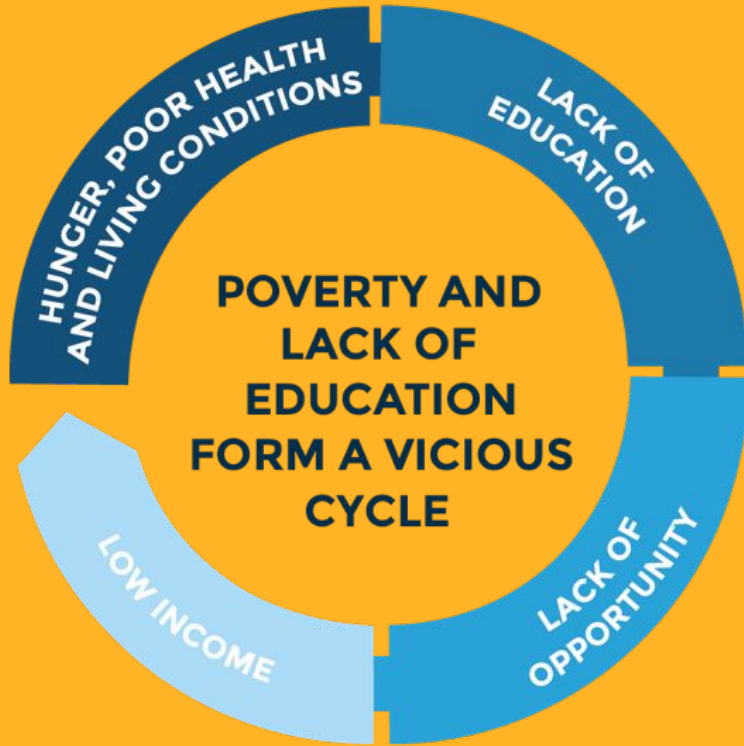 HUNGER, POOR HEALTH
AND LIVING CONDITIONS
LACK OF
EDUCATION
POVERTY AND
LACK OF
EDUCATION
FORM A VICIOUS
CYCLE
LACK OF
OPPORTUNITY
LOW INCOME